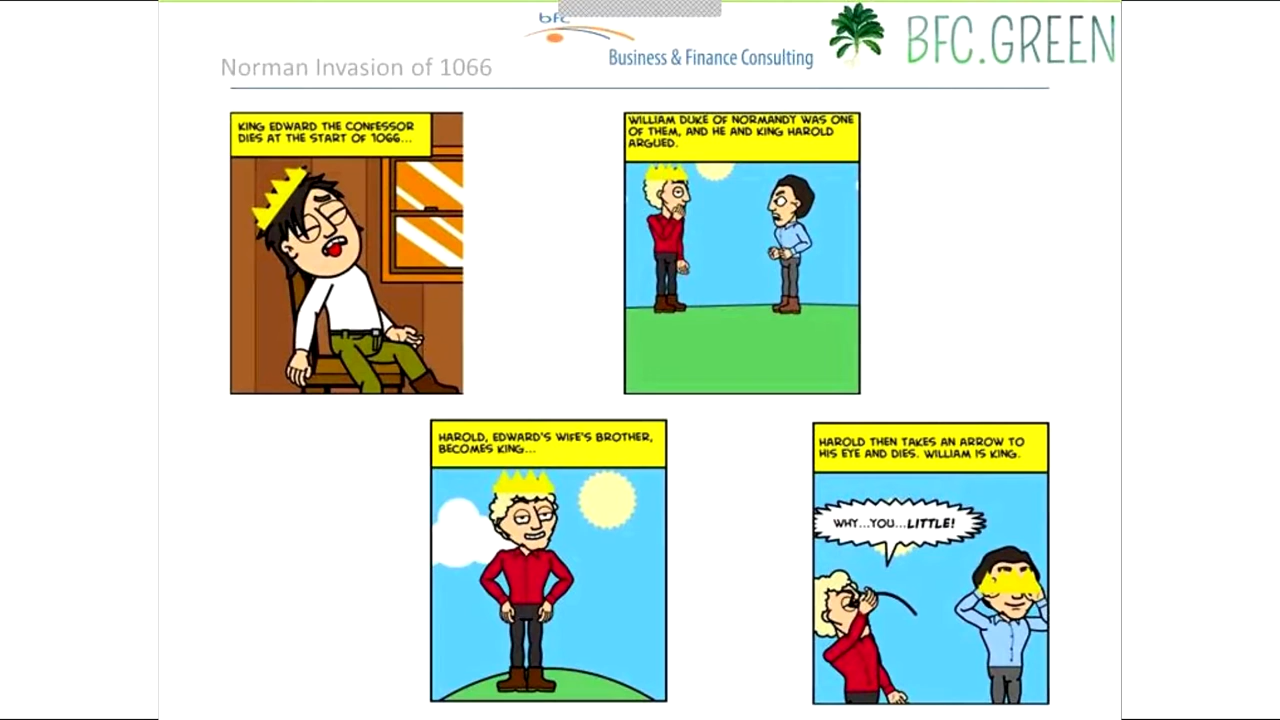 bfc
Business & Finance Consulting
BFC.GREEN
Norman Invasion of 1066
KING EDWARD THE CONFESSOR
DIES AT THE START OF 1066...
WILLIAM DUKE OF NORMANDY WAS ONE
OF THEM, AND HE AND KING HAROLD
ARGUED.
HAROLD, EDWARD'S WIFE'S BROTHER,
BECOMES KING...
HAROLD THEN TAKES AN ARROW TO
HIS EYE AND DIES. WILLIAM IS KING.
WHY...YOU...LITTLE!